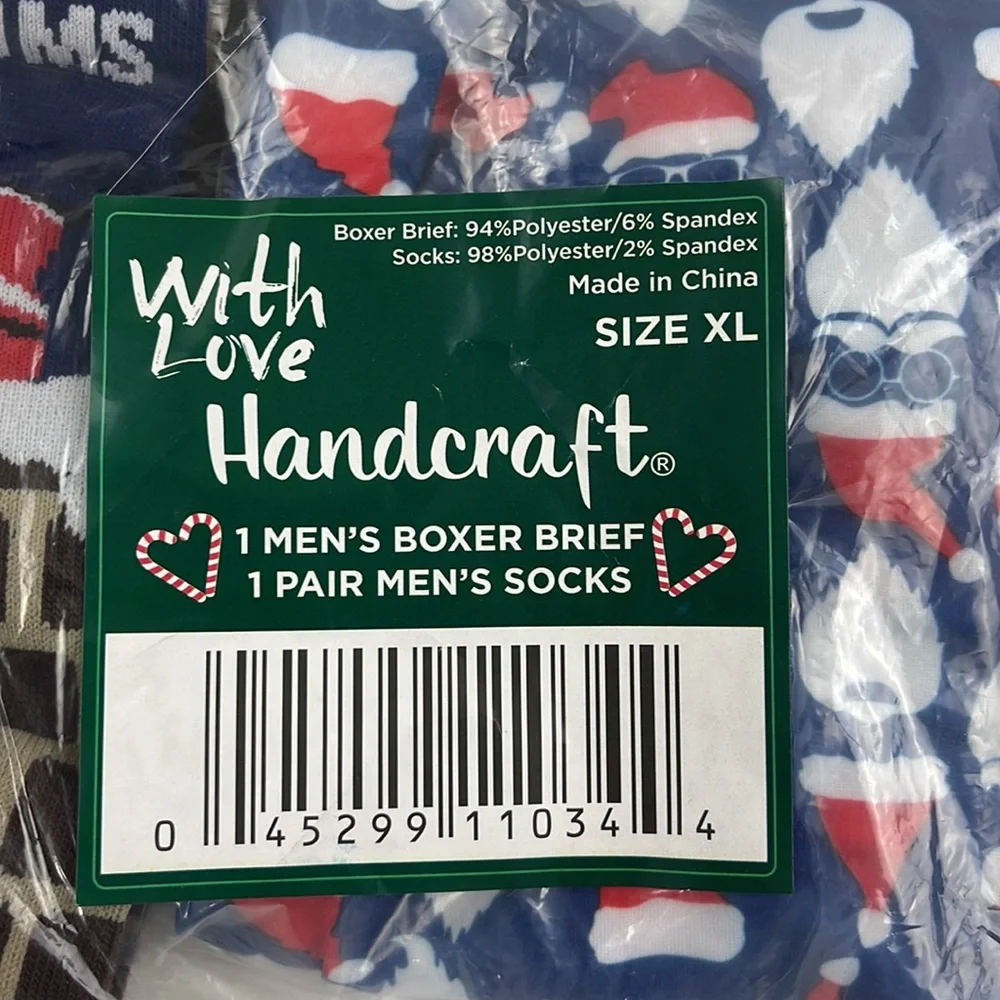 MS
Boxer Brief: 94%Polyester/6% Spandex
Socks: 98%Polyester/2% Spandex
Made in China
SIZE XL
With
Love
Handcraft®
1 MEN'S BOXER BRIEF
1 PAIR MEN'S SOCKS
0 45299 11034 4